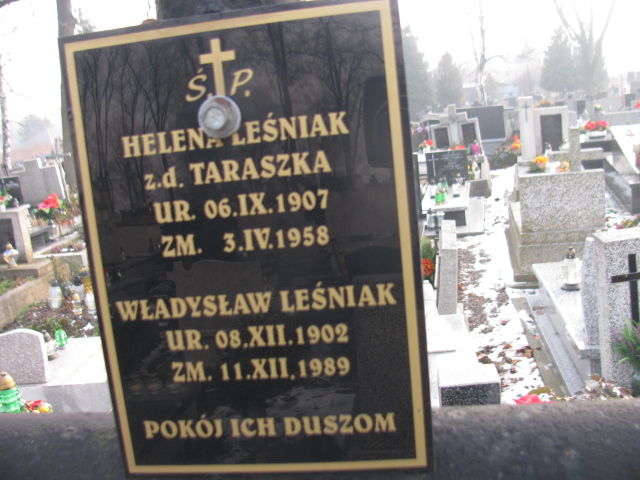 Ś P.
HELENA LEŚNIAK
z.d. TARASZKA
UR. 06.IX.1907
ZM. 3.IV.1958
WŁADYSŁAW LEŚNIAK
UR. 08.XII.1902
ZM. 11.XII.1989
POKÓJ ICH DUSZOM